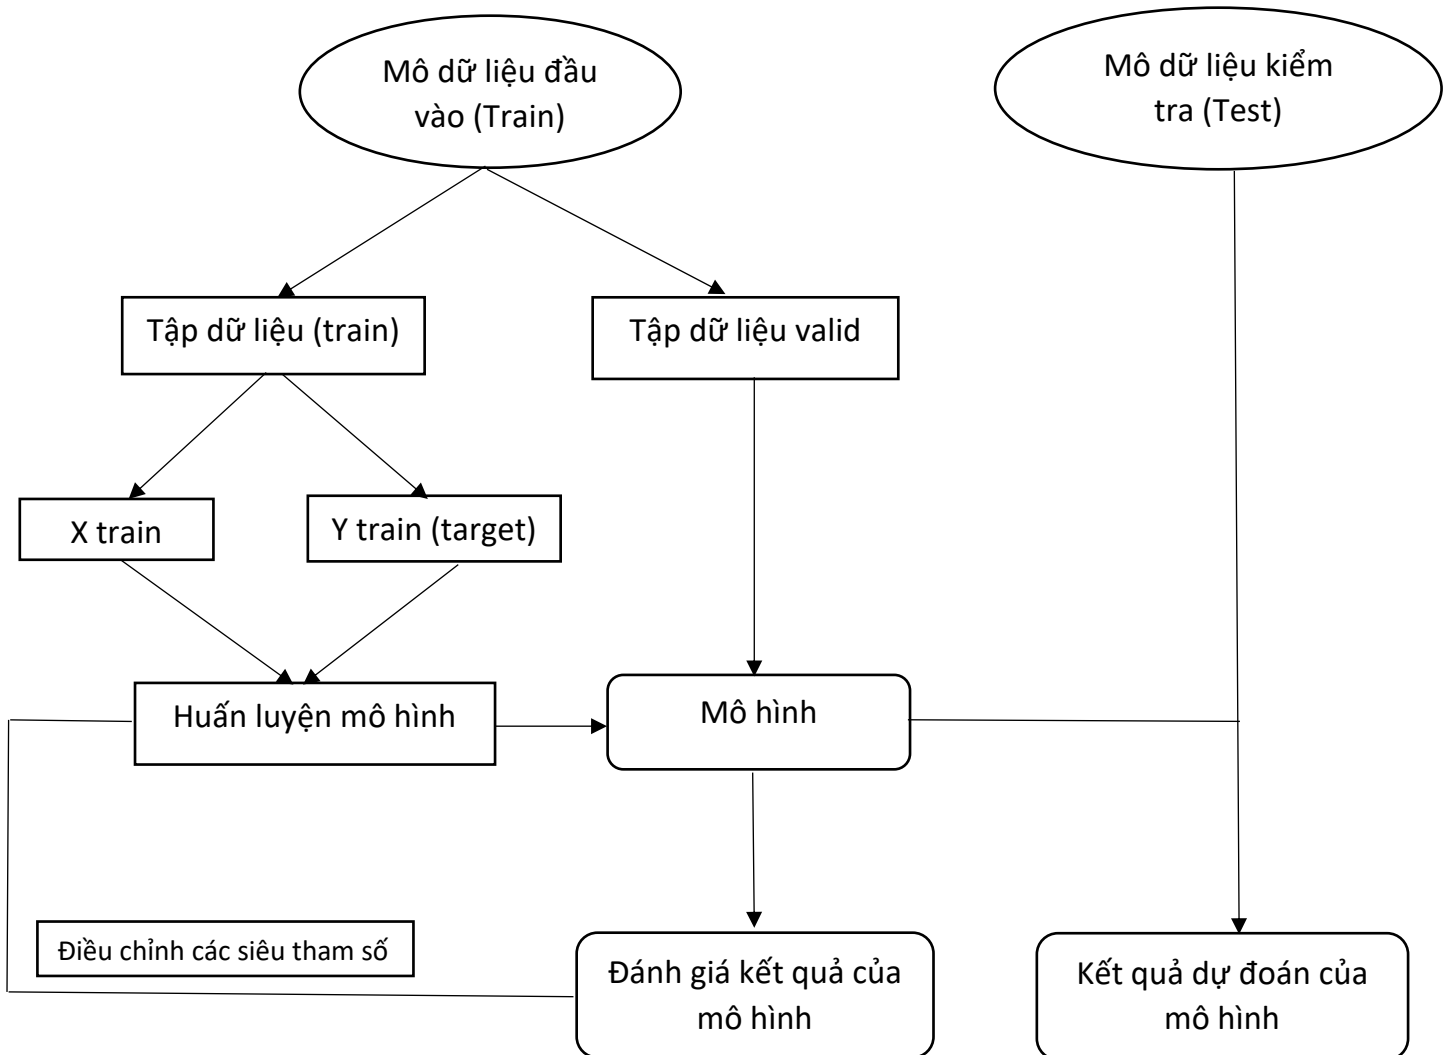 Mô dữ liệu đầu
vào (Train)
Mô dữ liệu kiểm
tra (Test)
Tập dữ liệu (train)
Tập dữ liệu valid
X train
Y train (target)
Huấn luyện mô hình
Mô hình
Điều chỉnh các siêu tham số
Đánh giá kết quả của
mô hình
Kết quả dự đoán của
mô hình